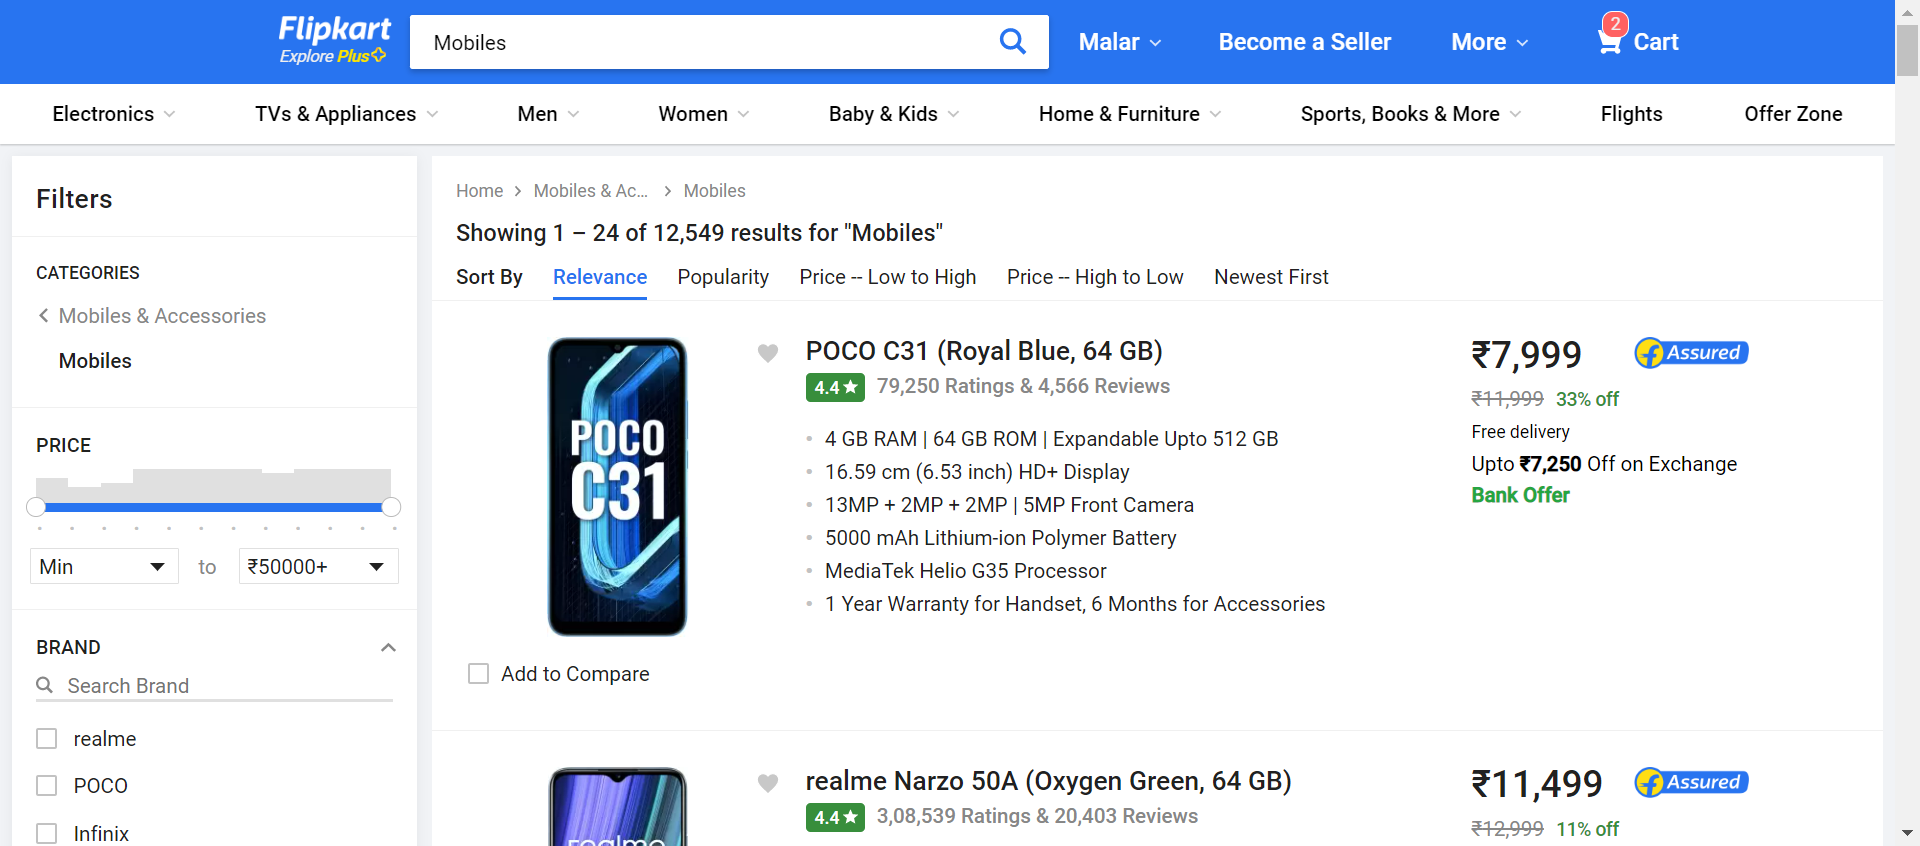 Flipkart
Explore Plus
Mobiles
Malar
Become a Seller
More
2
Cart
Electronics
TVs & Appliances
Men
Women
Baby & Kids
Home & Furniture
Sports, Books & More
Flights
Offer Zone
Filters
CATEGORIES
Mobiles & Accessories
Mobiles
PRICE
Min
to
₹50000+
BRAND
Search Brand
realme
POCO
Infinix
Home
Mobiles & Ac...
Mobiles
Showing 1 – 24 of 12,549 results for "Mobiles"
Sort By
Relevance
Popularity
Price -- Low to High
Price -- High to Low
Newest First
POCO
C31
Add to Compare
POCO C31 (Royal Blue, 64 GB)
4.4★ 79,250 Ratings & 4,566 Reviews
4 GB RAM | 64 GB ROM | Expandable Upto 512 GB
16.59 cm (6.53 inch) HD+ Display
13MP + 2MP + 2MP | 5MP Front Camera
5000 mAh Lithium-ion Polymer Battery
MediaTek Helio G35 Processor
1 Year Warranty for Handset, 6 Months for Accessories
₹7,999
Assured
₹11,999 33% off
Free delivery
Upto ₹7,250 Off on Exchange
Bank Offer
realme
realme Narzo 50A (Oxygen Green, 64 GB)
4.4★ 3,08,539 Ratings & 20,403 Reviews
₹11,499
Assured
₹12,999 11% off